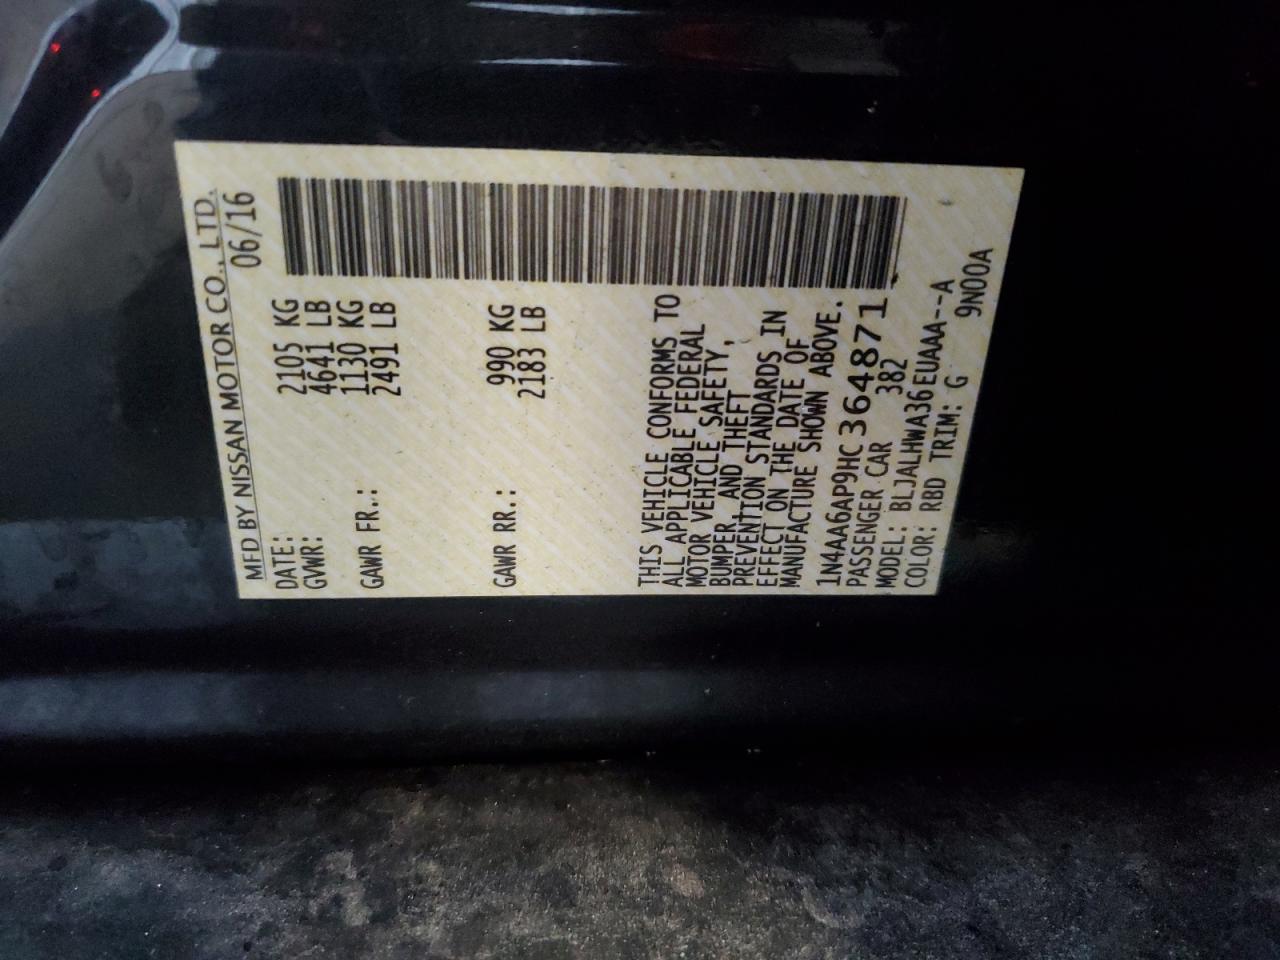 MFD BY NISSAN MOTOR CO., LTD.
DATE: 06/16
GVWR: 2105 KG
4641 LB
GAWR FR.: 1130 KG
2491 LB
GAWR RR.: 990 KG
2183 LB
THIS VEHICLE CONFORMS TO
ALL APPLICABLE FEDERAL
MOTOR VEHICLE SAFETY,
BUMPER, AND THEFT
PREVENTION STANDARDS IN
EFFECT ON THE DATE OF
MANUFACTURE SHOWN ABOVE.
1N4AA6AP9HC364871
PASSENGER CAR 382
MODEL: BLJALHWA36EUAAA--A
COLOR: RBD TRIM: G 9N00A